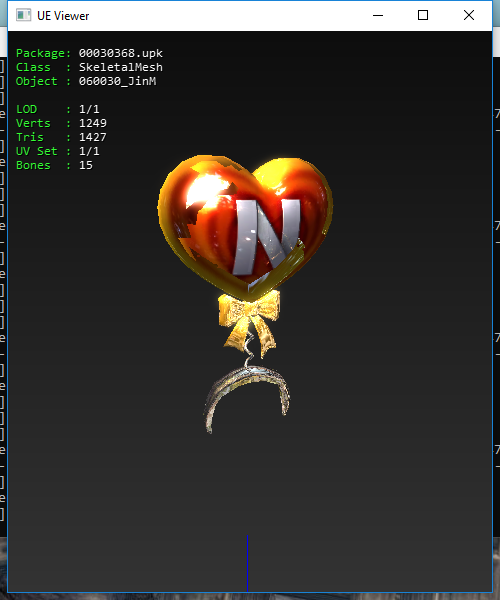 UE Viewer
Package: 00030368.upk
Class  : SkeletalMesh
Object : 060030_JinM
LOD    : 1/1
Verts  : 1249
Tris   : 1427
UV Set : 1/1
Bones  : 15
N